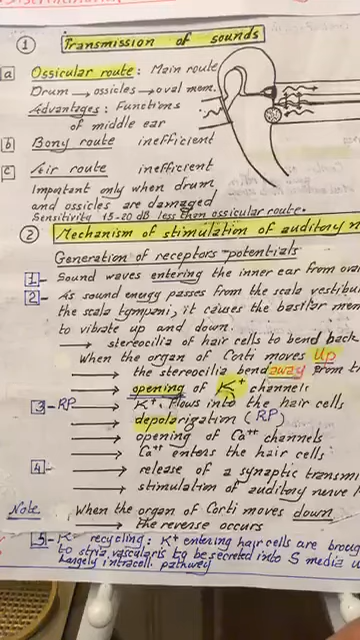 1 Transmission of sounds
a Ossicular route: Main route
Drum → ossicles → oval mem.
Advantages: Functions
of middle ear
b Bony route inefficient
c Air route inefficient
Important only when drum
and ossicles are damaged
Sensitivity 15-20 dB less than ossicular route.
2 Mechanism of stimulation of auditory
Generation of receptors potentials
1- Sound waves entering the inner ear from
2- As sound energy passes from the scala
the scala tympani, it causes the basilar
to vibrate up and down.
→ stereocilia of hair cells to bend back
When the organ of Corti moves Up
→ the stereocilia bend away from
→ opening of K+ channels
3- RP → K+ flows into the hair cells
→ depolarization (RP)
→ opening of Ca++ channels
→ Ca++ enters the hair cells
4- → release of a synaptic
→ stimulation of auditory nerve
Note When the organ of Corti moves down
→ the reverse occurs
5- K+ recycling: K+ entering hair cells are
to stria vascularis to be secreted into S media
Largely intracell. pathway